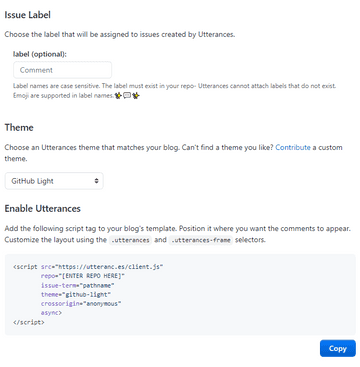 Issue Label
Choose the label that will be assigned to issues created by Utterances.
label (optional):
Comment
Label names are case sensitive. The label must exist in your repo- Utterances cannot attach labels that do not exist.
Emoji are supported in label names.✨💬✨
Theme
Choose an Utterances theme that matches your blog. Can't find a theme you like? Contribute a custom
theme.
GitHub Light
Enable Utterances
Add the following script tag to your blog's template. Position it where you want the comments to appear.
Customize the layout using the .utterances and .utterances-frame selectors.
<script src="https://utteranc.es/client.js"
repo="[ENTER REPO HERE]"
issue-term="pathname"
theme="github-light"
crossorigin="anonymous"
async>
</script>
Copy